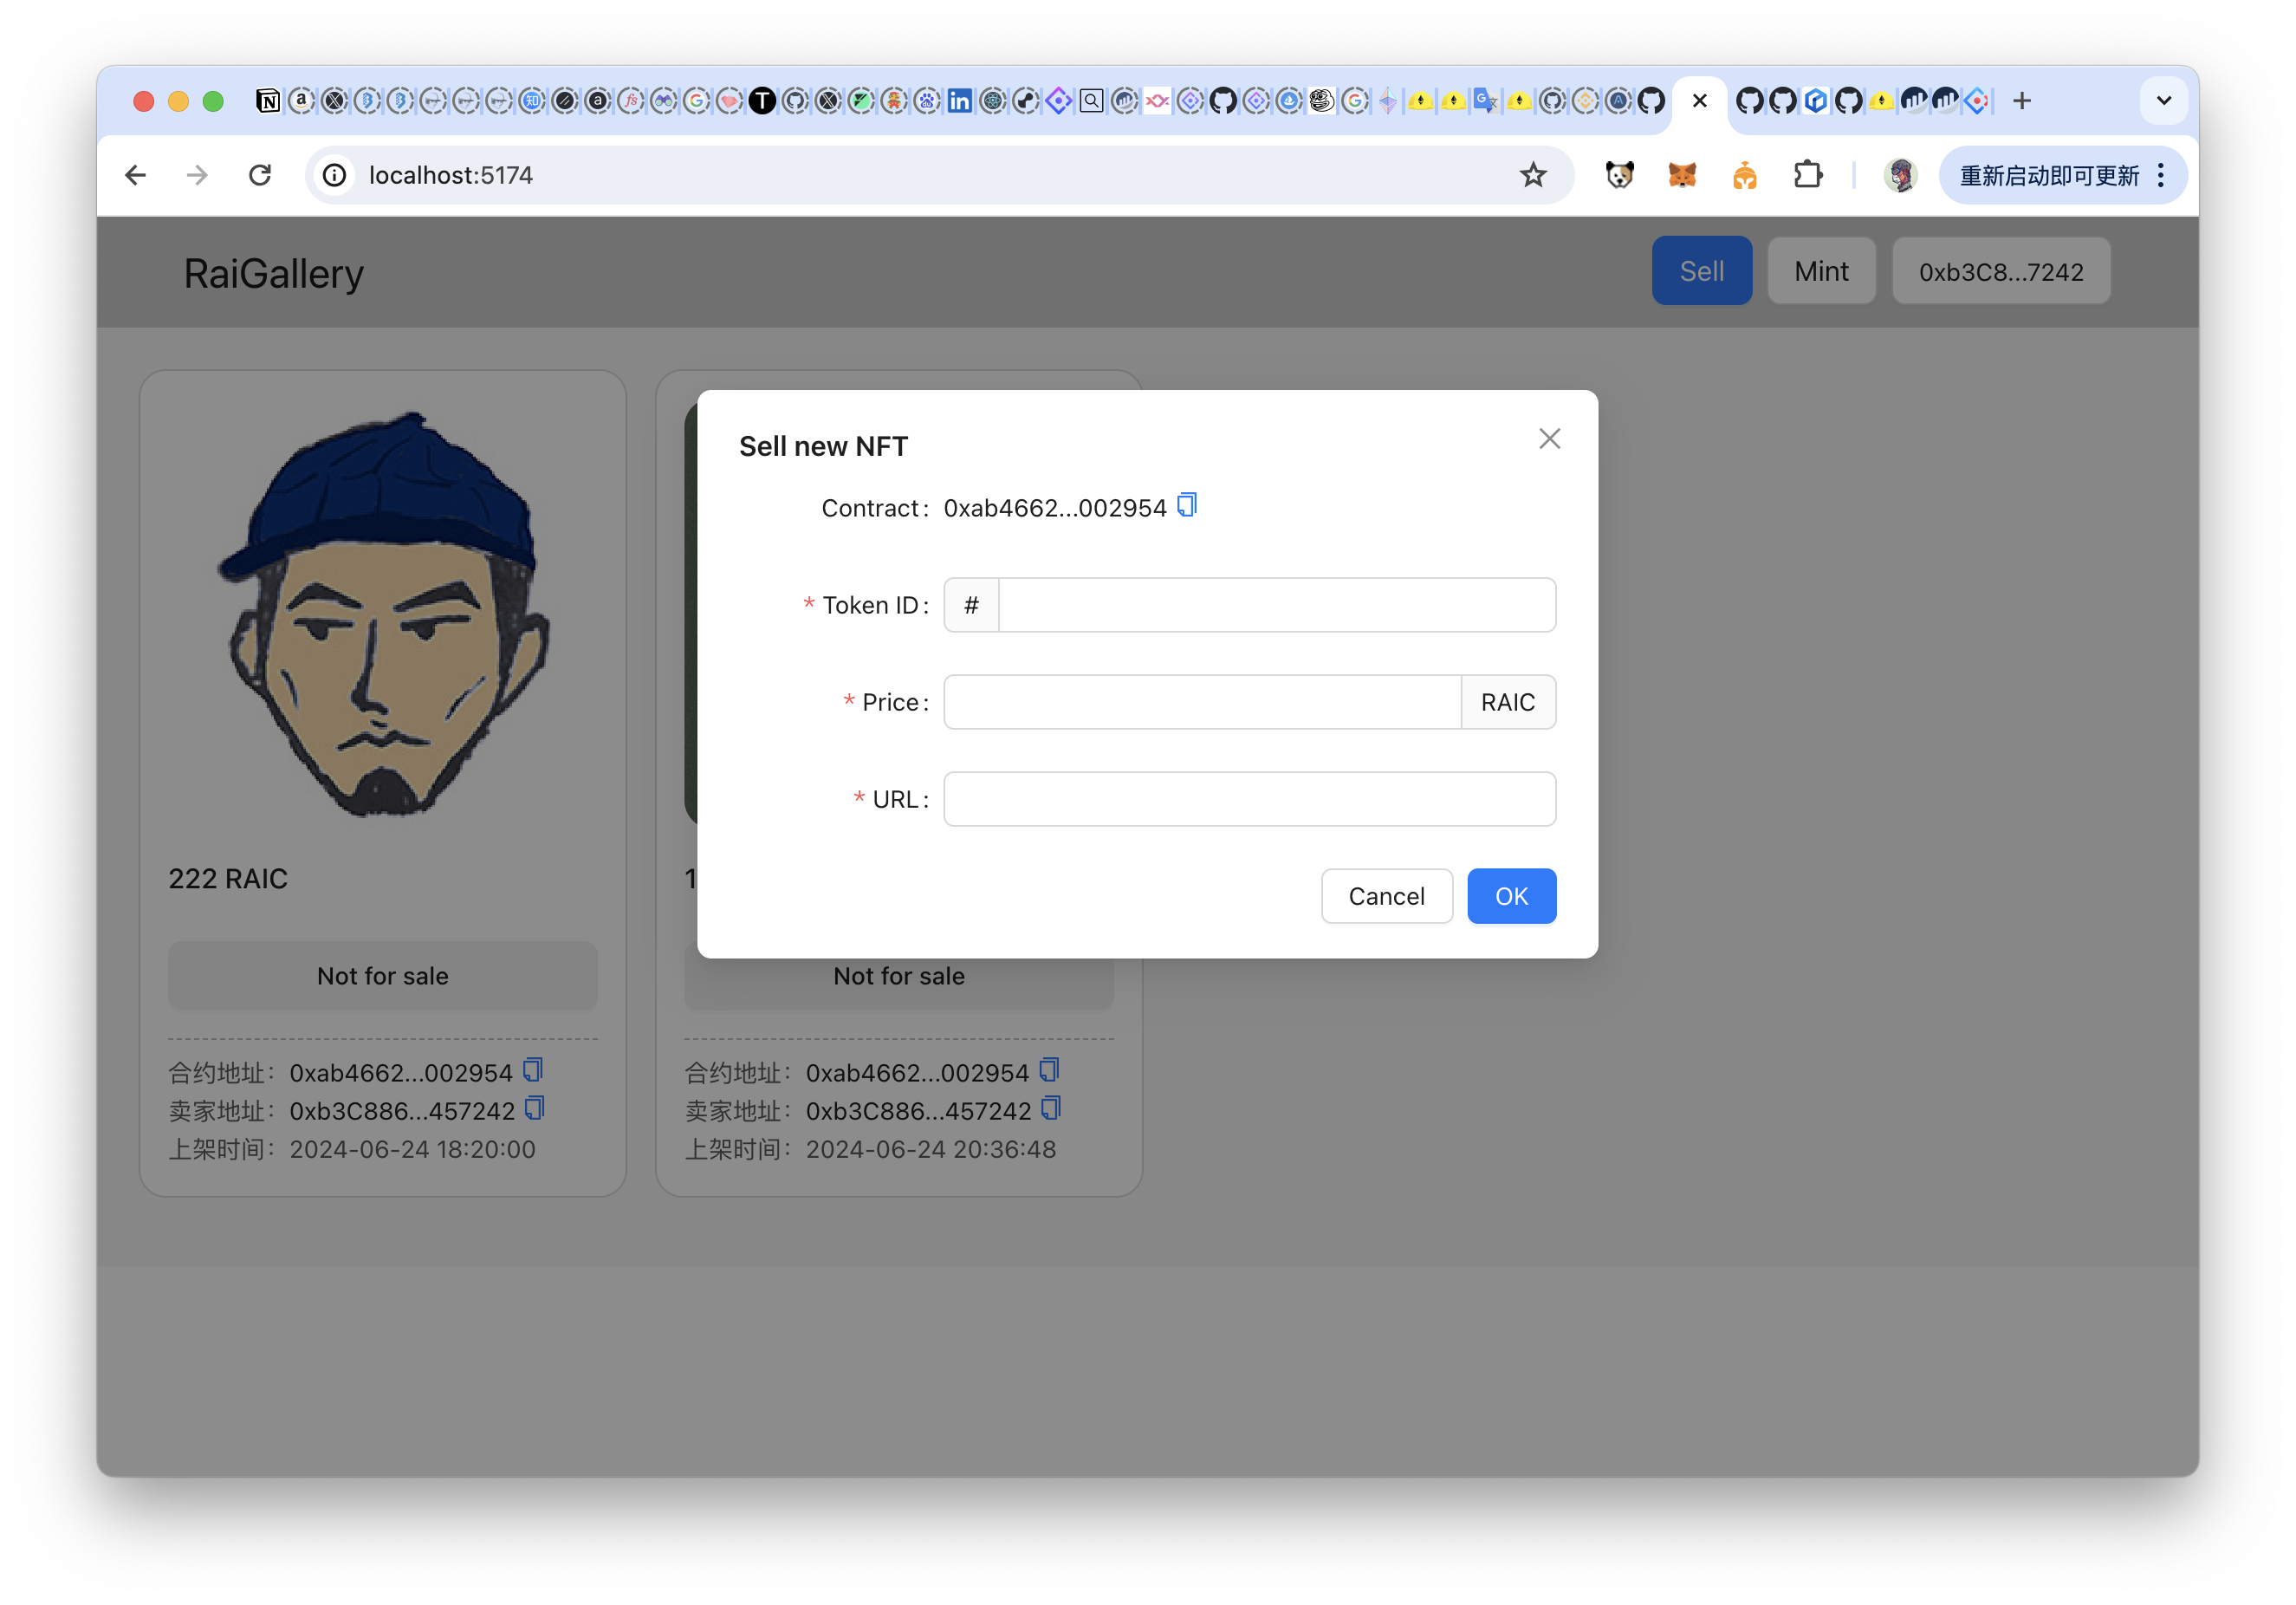 localhost:5174
重新启动即可更新
RaiGallery
Sell
Mint
0xb3C8...7242
Sell new NFT
Contract: 0xab4662...002954
* Token ID: #
* Price: RAIC
* URL:
Cancel
OK
222 RAIC
1
Not for sale
Not for sale
合约地址: 0xab4662...002954
卖家地址: 0xb3C886...457242
上架时间: 2024-06-24 18:20:00
合约地址: 0xab4662...002954
卖家地址: 0xb3C886...457242
上架时间: 2024-06-24 20:36:48